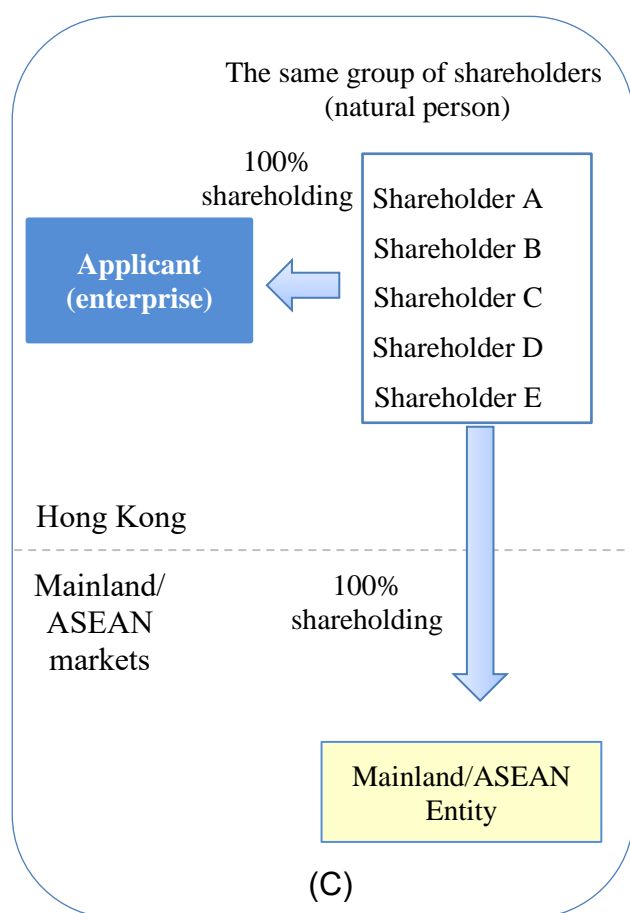 The same group of shareholders
(natural person)
100%
shareholding
Shareholder A
Shareholder B
Shareholder C
Shareholder D
Shareholder E
Applicant
(enterprise)
Hong Kong
Mainland/
ASEAN
markets
100%
shareholding
Mainland/ASEAN
Entity
(C)